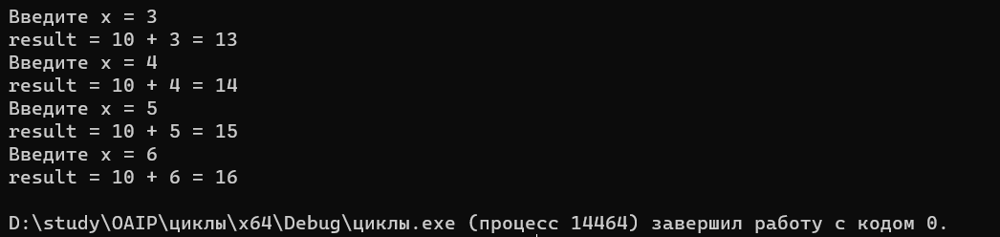 Введите x = 3
result = 10 + 3 = 13
Введите x = 4
result = 10 + 4 = 14
Введите x = 5
result = 10 + 5 = 15
Введите x = 6
result = 10 + 6 = 16
D:\study\OAIP\циклы\x64\Debug\циклы.exe (процесс 14464) завершил работу с кодом 0.